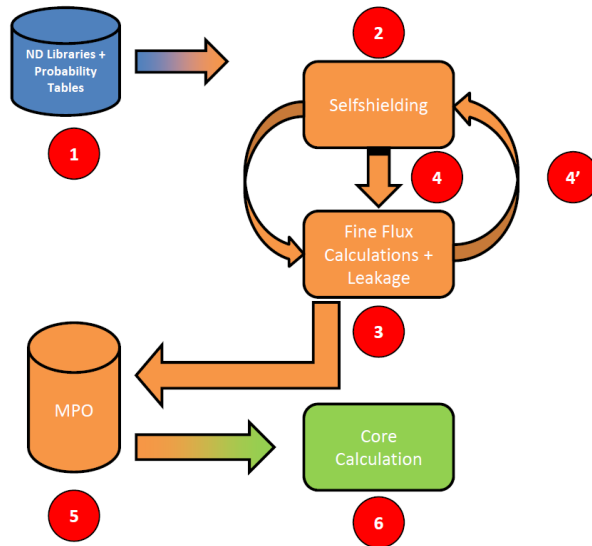 ND Libraries +
Probability
Tables
1
2
Selfshielding
4
4’
Fine Flux
Calculations +
Leakage
3
MPO
5
Core
Calculation
6